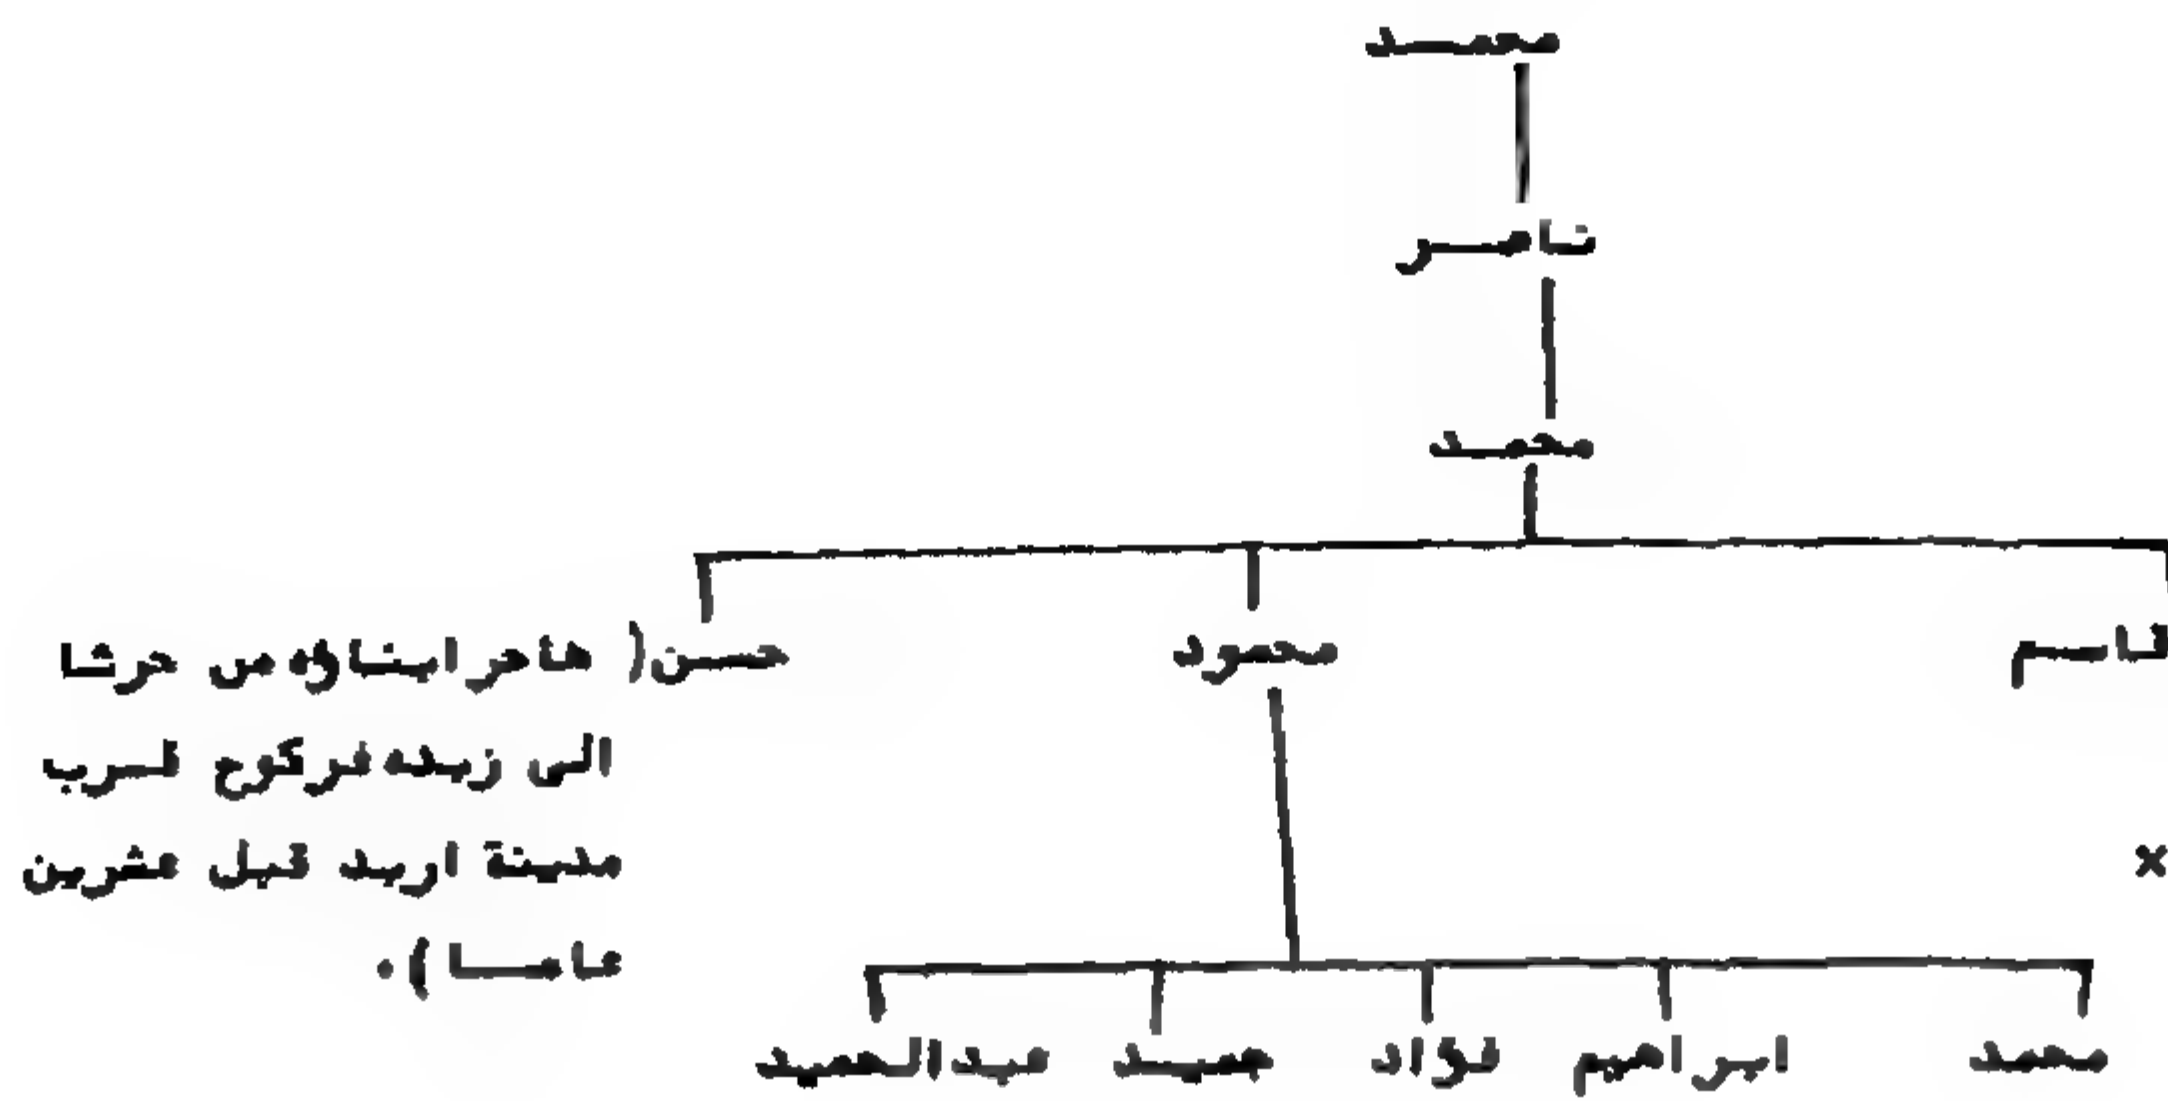 محمد
ناصر
محمد
قاسم
محمود
حسن( هاجر ابناؤه من حرثا
الى زبده فركوح قرب
مدينة اربد قبل عشرين
عاما).
x
محمد
ابراهيم
فؤاد
حميد
عبدالحميد